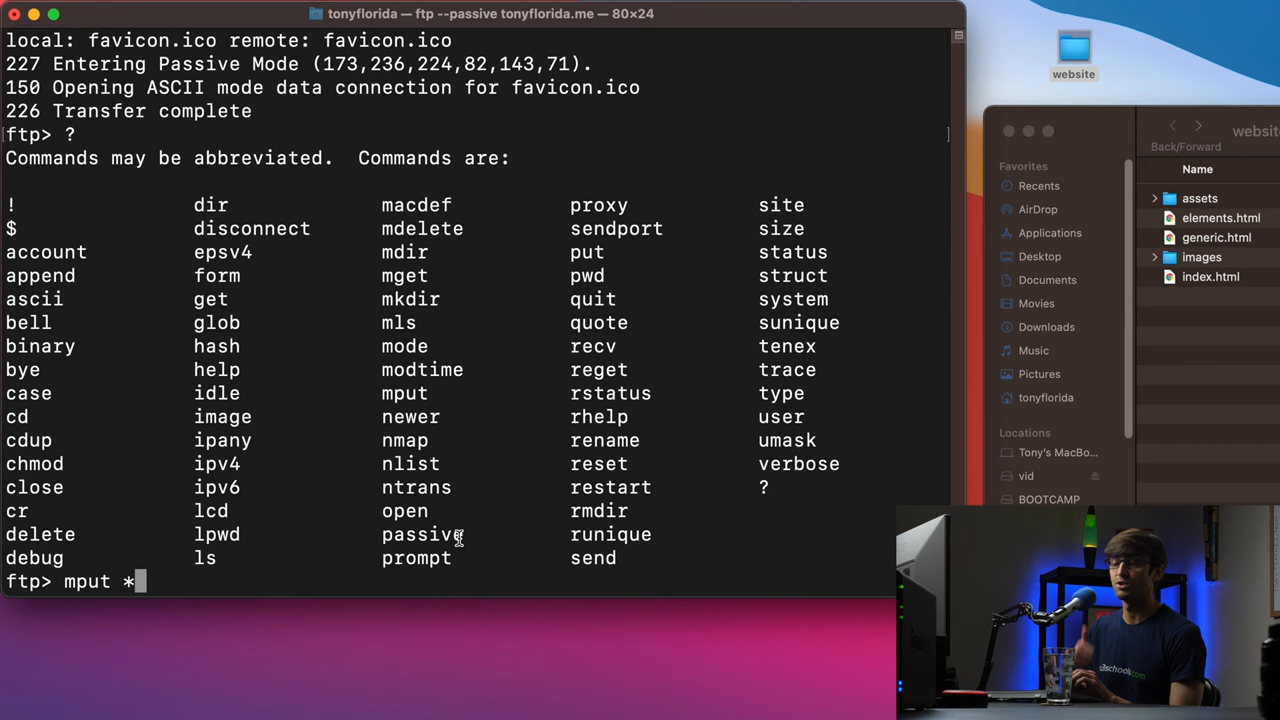 tonyflorida — ftp --passive tonyflorida.me — 80×24
local: favicon.ico remote: favicon.ico
227 Entering Passive Mode (173,236,224,82,143,71).
150 Opening ASCII mode data connection for favicon.ico
226 Transfer complete
ftp> ?
Commands may be abbreviated. Commands are:
! dir macdef proxy site
$ disconnect mdelete sendport size
account epsv4 mdir put status
append form mget pwd struct
ascii get mkdir quit system
bell glob mls quote sunique
binary hash mode recv tenex
bye help modtime reget trace
case idle mput rstatus type
cd image newer rhelp user
cdup ipany nmap rename umask
chmod ipv4 nlist reset verbose
close ipv6 ntrans restart ?
cr lcd open rmdir
delete lpwd passive runique
debug ls prompt send
ftp> mput *
website
Back/Forward
Favorites
Recents
AirDrop
Applications
Desktop
Documents
Movies
Downloads
Music
Pictures
tonyflorida
Locations
Tony's MacBo...
vid
BOOTCAMP
Name
assets
elements.html
generic.html
images
index.html